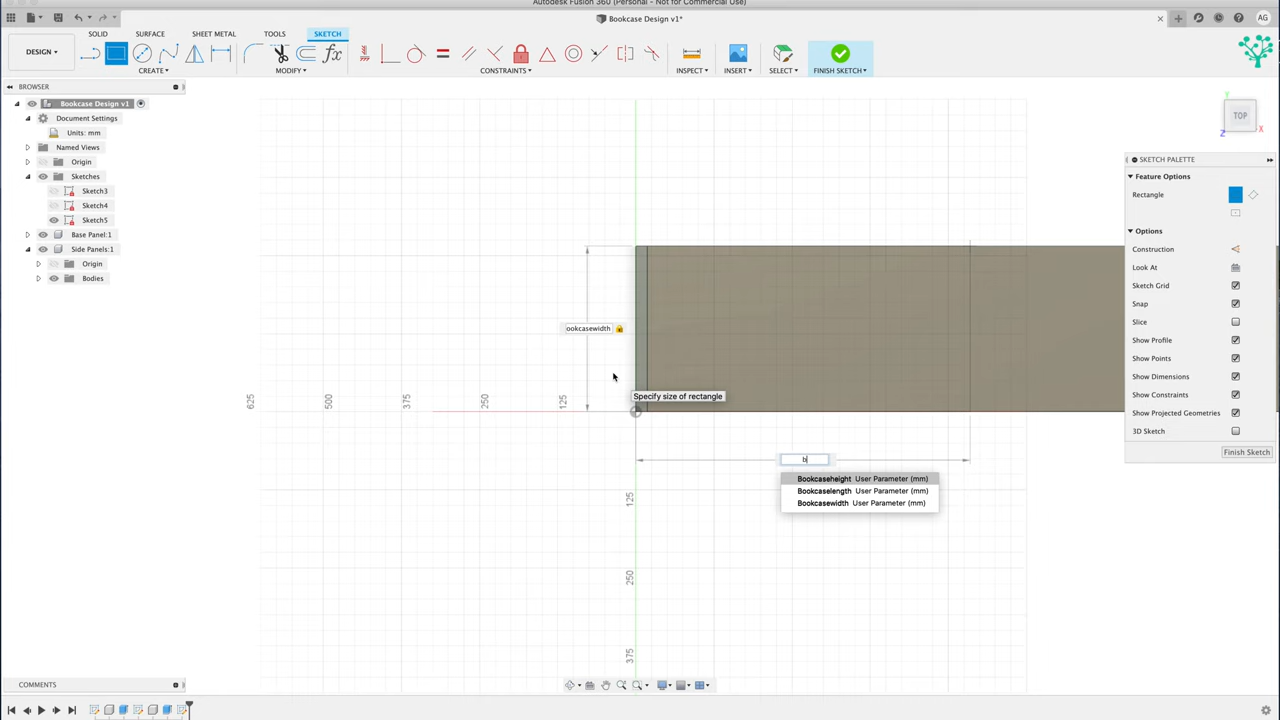 Autodesk Fusion 360 (Personal - Not for Commercial Use)
Bookcase Design v1*
AG
SOLID
SURFACE
SHEET METAL
TOOLS
SKETCH
DESIGN
CREATE
MODIFY
CONSTRAINTS
INSPECT
INSERT
SELECT
FINISH SKETCH
BROWSER
Bookcase Design v1
Document Settings
Units: mm
Named Views
Origin
Sketches
Sketch3
Sketch4
Sketch5
Base Panel:1
Side Panels:1
Origin
Bodies
TOP
Y
X
Z
SKETCH PALETTE
Feature Options
Rectangle
Options
Construction
Look At
Sketch Grid
Snap
Slice
Show Profile
Show Points
Show Dimensions
Show Constraints
Show Projected Geometries
3D Sketch
Finish Sketch
ookcasewidth
Specify size of rectangle
625
500
375
250
125
b
Bookcaseheight User Parameter (mm)
Bookcaselength User Parameter (mm)
Bookcasewidth User Parameter (mm)
125
250
375
COMMENTS